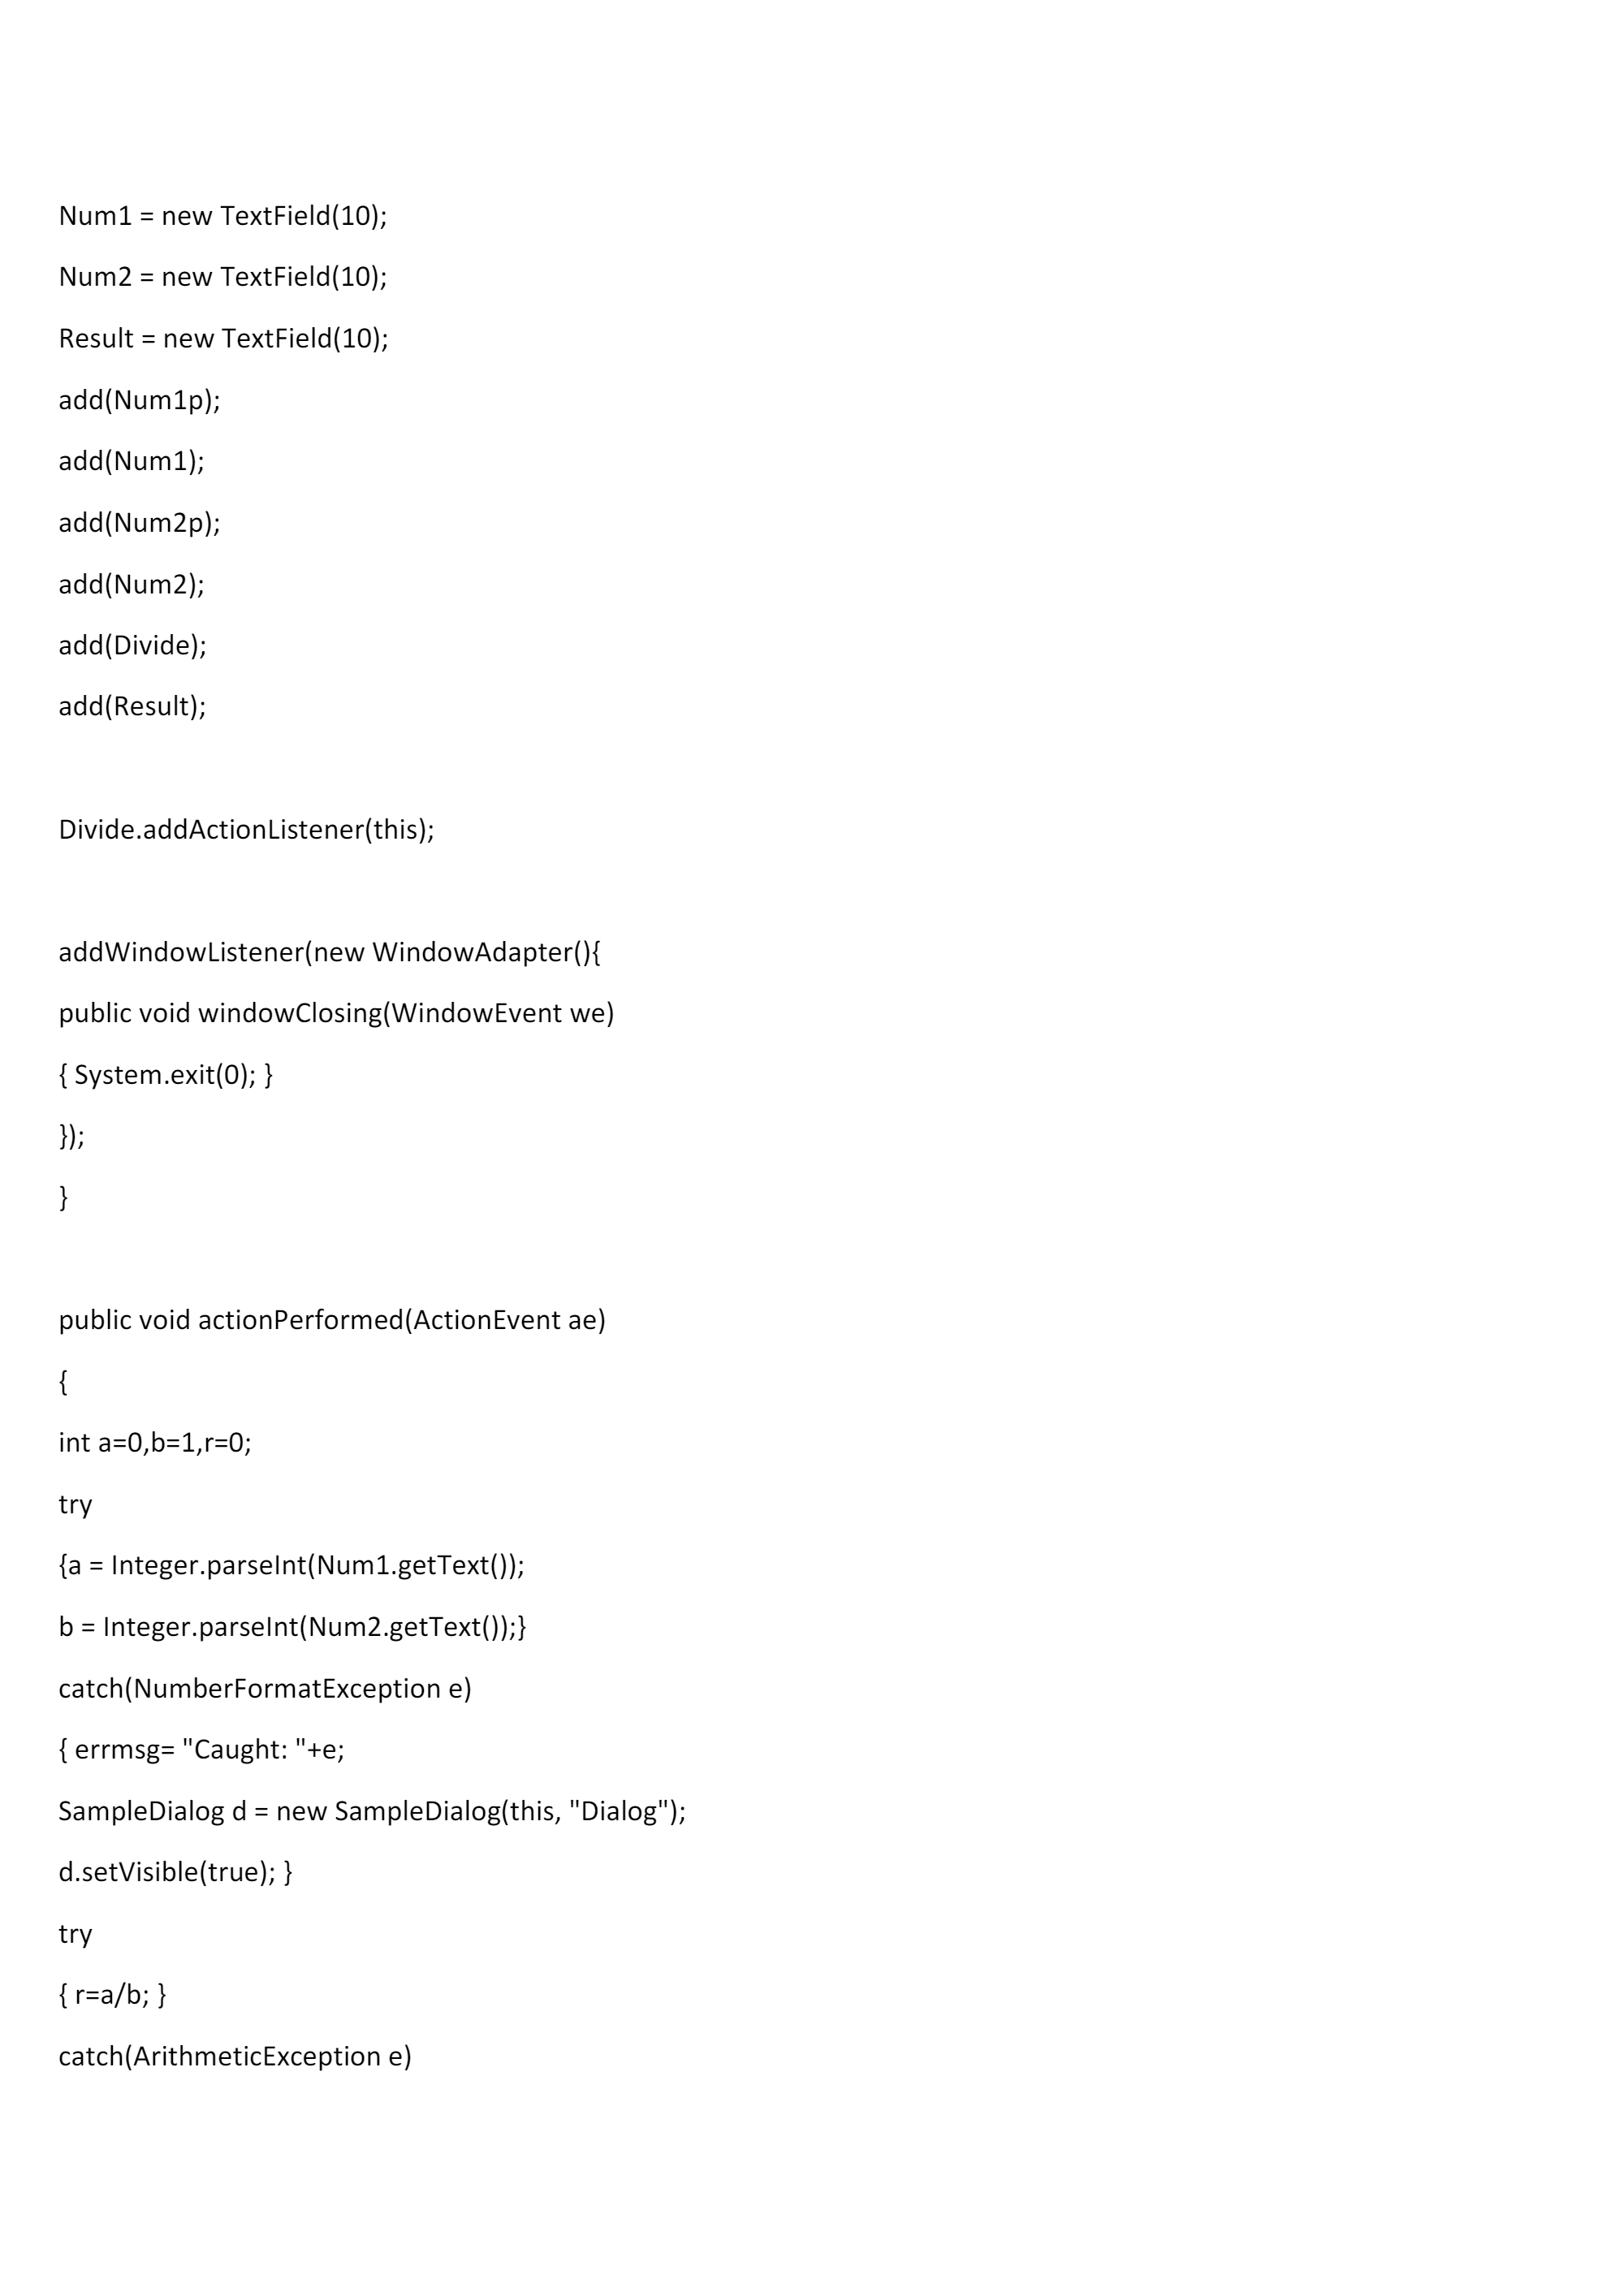 Num1 = new TextField(10);
Num2 = new TextField(10);
Result = new TextField(10);
add(Num1p);
add(Num1);
add(Num2p);
add(Num2);
add(Divide);
add(Result);
Divide.addActionListener(this);
addWindowListener(new WindowAdapter(){
public void windowClosing(WindowEvent we)
{ System.exit(0); }
});
}
public void actionPerformed(ActionEvent ae)
{
int a=0,b=1,r=0;
try
{a = Integer.parseInt(Num1.getText());
b = Integer.parseInt(Num2.getText());}
catch(NumberFormatException e)
{ errmsg= "Caught: "+e;
SampleDialog d = new SampleDialog(this, "Dialog");
d.setVisible(true); }
try
{ r=a/b; }
catch(ArithmeticException e)